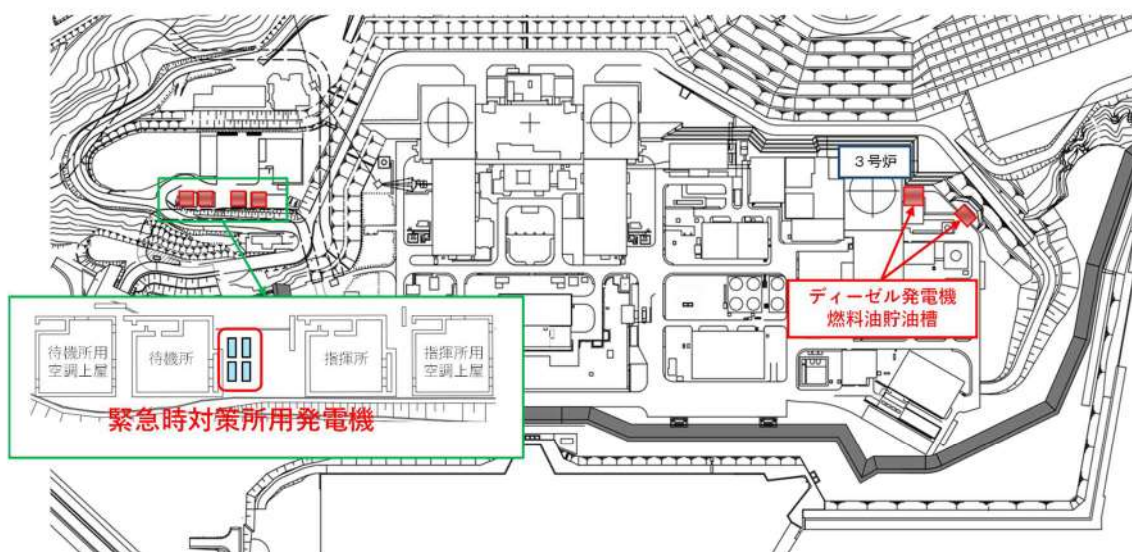 3号炉
ディーゼル発電機
燃料油貯油槽
待機所用
空調上屋
待機所
指揮所
指揮所用
空調上屋
緊急時対策所用発電機